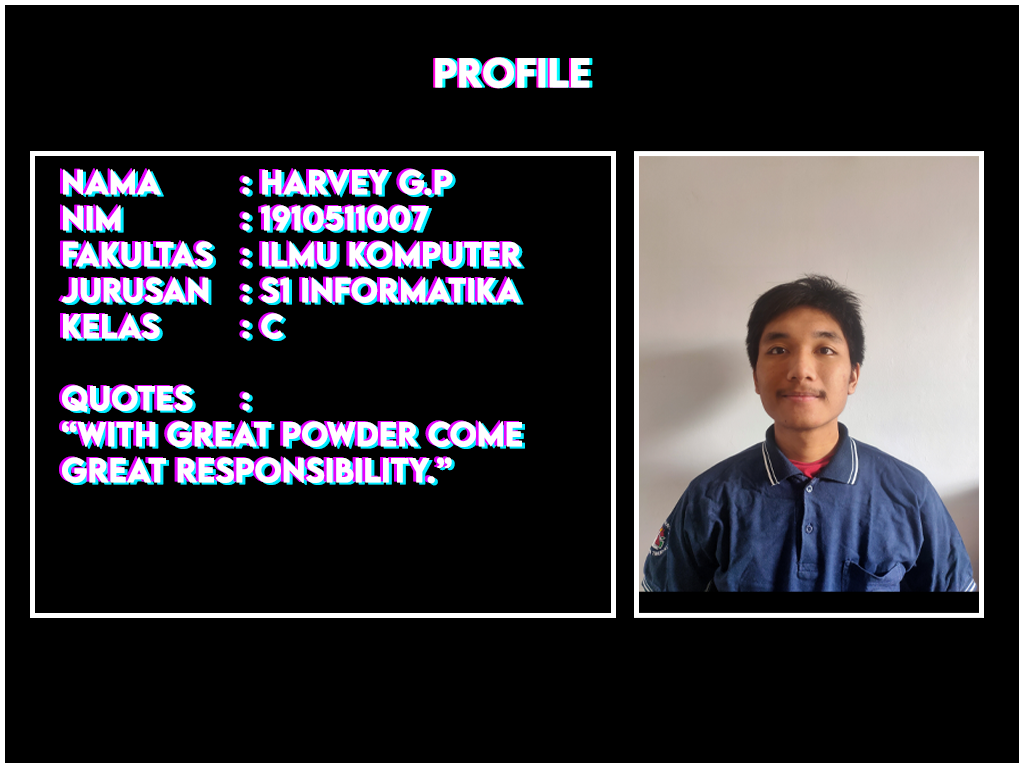 PROFILE
NAMA : HARVEY G.P
NIM : 1910511007
FAKULTAS : ILMU KOMPUTER
JURUSAN : S1 INFORMATIKA
KELAS : C
QUOTES :
“WITH GREAT POWDER COME
GREAT RESPONSIBILITY.”